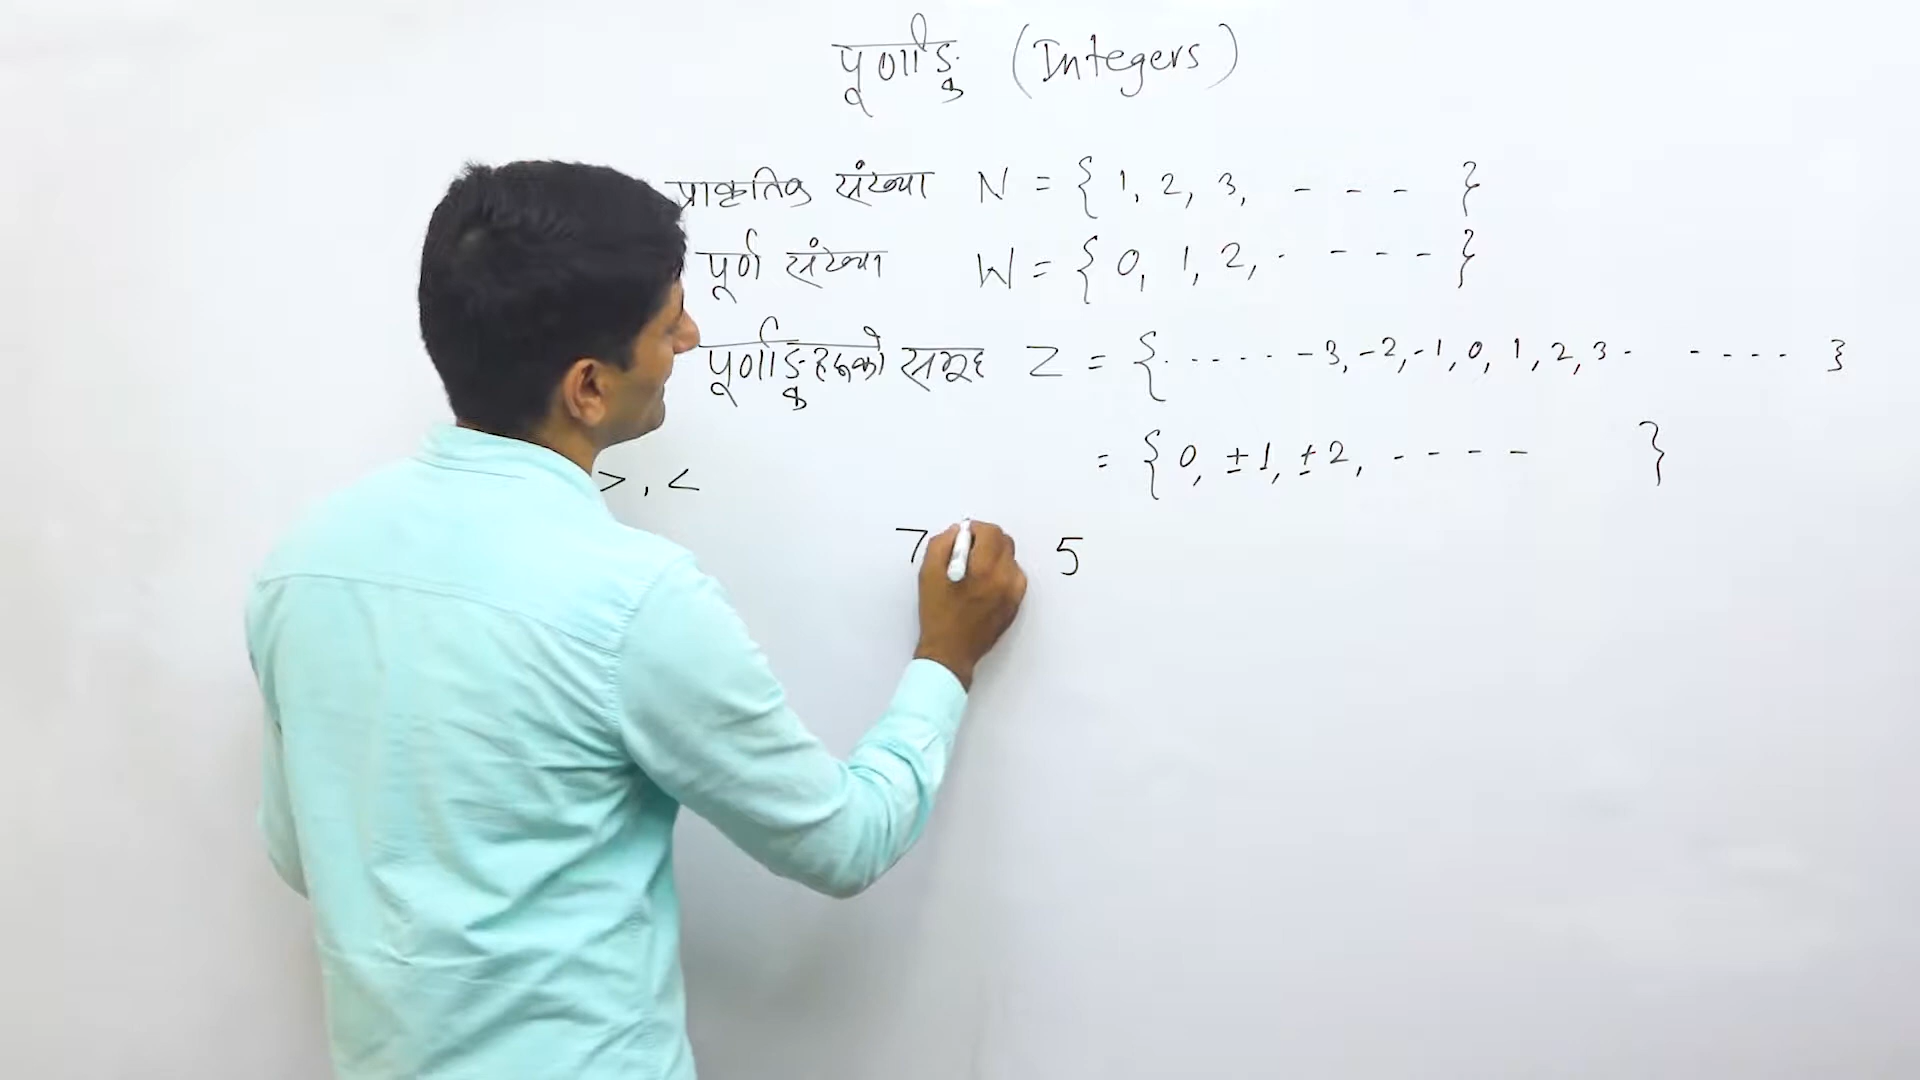 पूर्णाङ्क (Integers)
प्राकृतिक संख्या N = { 1, 2, 3, - - - }
पूर्ण संख्या W = { 0, 1, 2, . - - - - }
पूर्णाङ्कहरूको समूह Z = { . - - - - -3, -2, -1, 0, 1, 2, 3 - - - - - }
= { 0, ±1, ±2, - - - - }
>, <
7 5